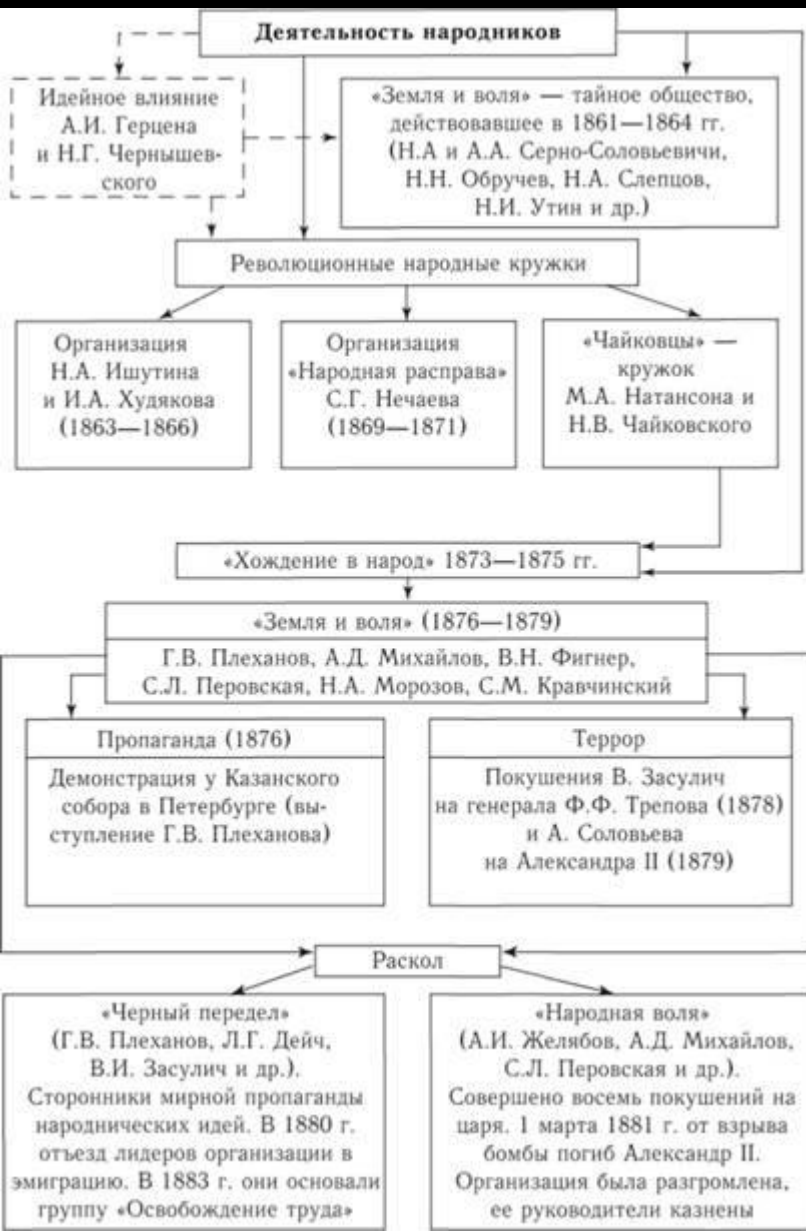 Деятельность народников
Идейное влияние
А.И. Герцена
и Н.Г. Чернышев-
ского
«Земля и воля» — тайное общество,
действовавшее в 1861—1864 гг.
(Н.А и А.А. Серно-Соловьевичи,
Н.Н. Обручев, Н.А. Слепцов,
Н.И. Утин и др.)
Революционные народные кружки
Организация
Н.А. Ишутина
и И.А. Худякова
(1863—1866)
Организация
«Народная расправа»
С.Г. Нечаева
(1869—1871)
«Чайковцы» —
кружок
М.А. Натансона и
Н.В. Чайковского
«Хождение в народ» 1873—1875 гг.
«Земля и воля» (1876—1879)
Г.В. Плеханов, А.Д. Михайлов, В.Н. Фигнер,
С.Л. Перовская, Н.А. Морозов, С.М. Кравчинский
Пропаганда (1876)
Демонстрация у Казанского
собора в Петербурге (вы-
ступление Г.В. Плеханова)
Террор
Покушения В. Засулич
на генерала Ф.Ф. Трепова (1878)
и А. Соловьева
на Александра II (1879)
Раскол
«Черный передел»
(Г.В. Плеханов, Л.Г. Дейч,
В.И. Засулич и др.).
Сторонники мирной пропаганды
народнических идей. В 1880 г.
отъезд лидеров организации в
эмиграцию. В 1883 г. они основали
группу «Освобождение труда»
«Народная воля»
(А.И. Желябов, А.Д. Михайлов,
С.Л. Перовская и др.).
Совершено восемь покушений на
царя. 1 марта 1881 г. от взрыва
бомбы погиб Александр II.
Организация была разгромлена,
ее руководители казнены